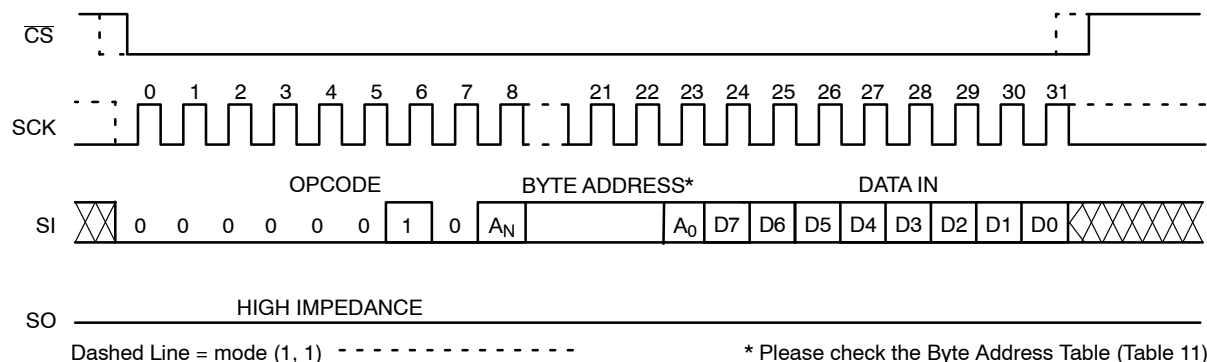 CS
0 1 2 3 4 5 6 7 8 21 22 23 24 25 26 27 28 29 30 31
SCK
OPCODE BYTE ADDRESS* DATA IN
SI 0 0 0 0 0 0 1 0 AN A0 D7 D6 D5 D4 D3 D2 D1 D0
HIGH IMPEDANCE
SO
Dashed Line = mode (1, 1) * Please check the Byte Address Table (Table 11)